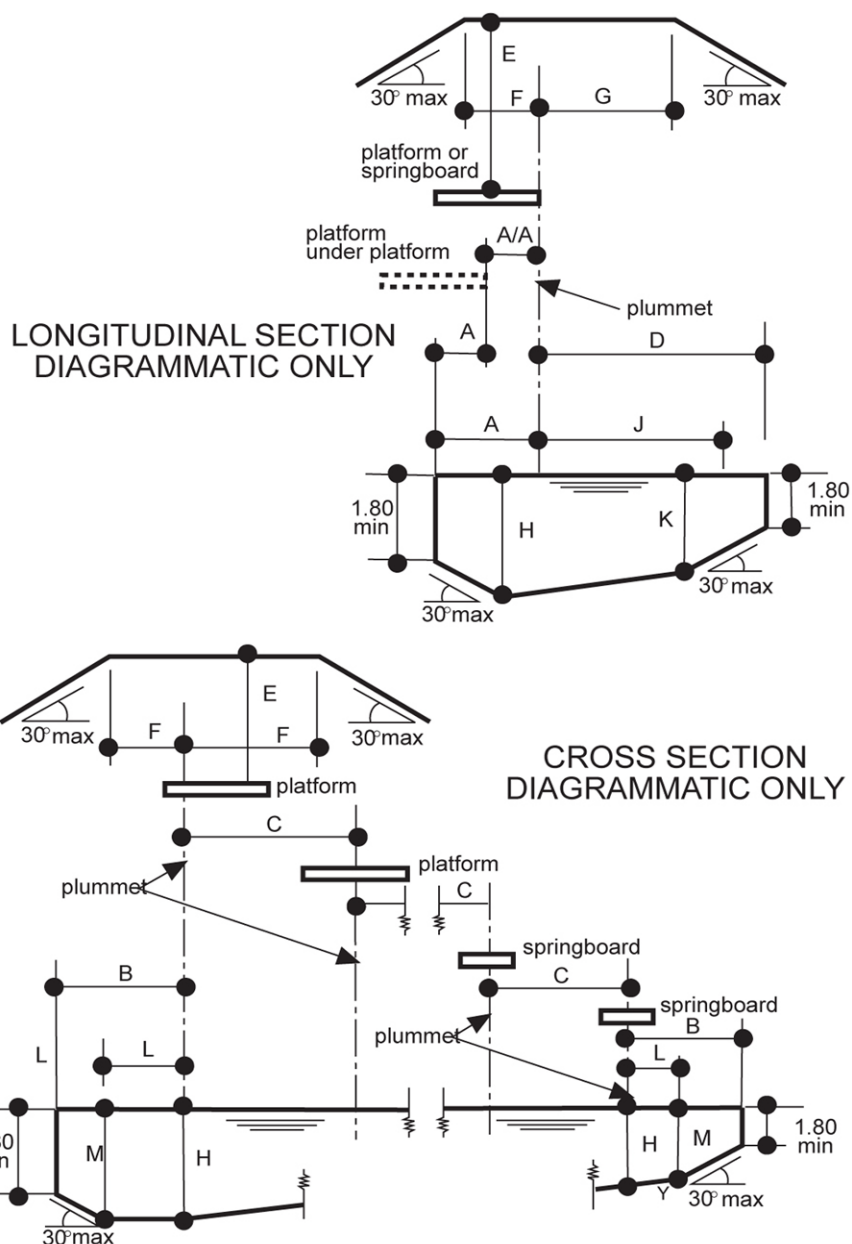 E
30° max
F
G
30° max
platform or
springboard
platform
under platform
A/A
plummet
LONGITUDINAL SECTION
DIAGRAMMATIC ONLY
A
D
A
J
1.80
min
H
K
1.80
min
30°max
30°max
E
30°max
F
F
30°max
CROSS SECTION
DIAGRAMMATIC ONLY
platform
C
platform
plummet
C
springboard
C
springboard
B
B
plummet
L
L
L
M
H
H
M
1.80
min
Y
30°max
30°max